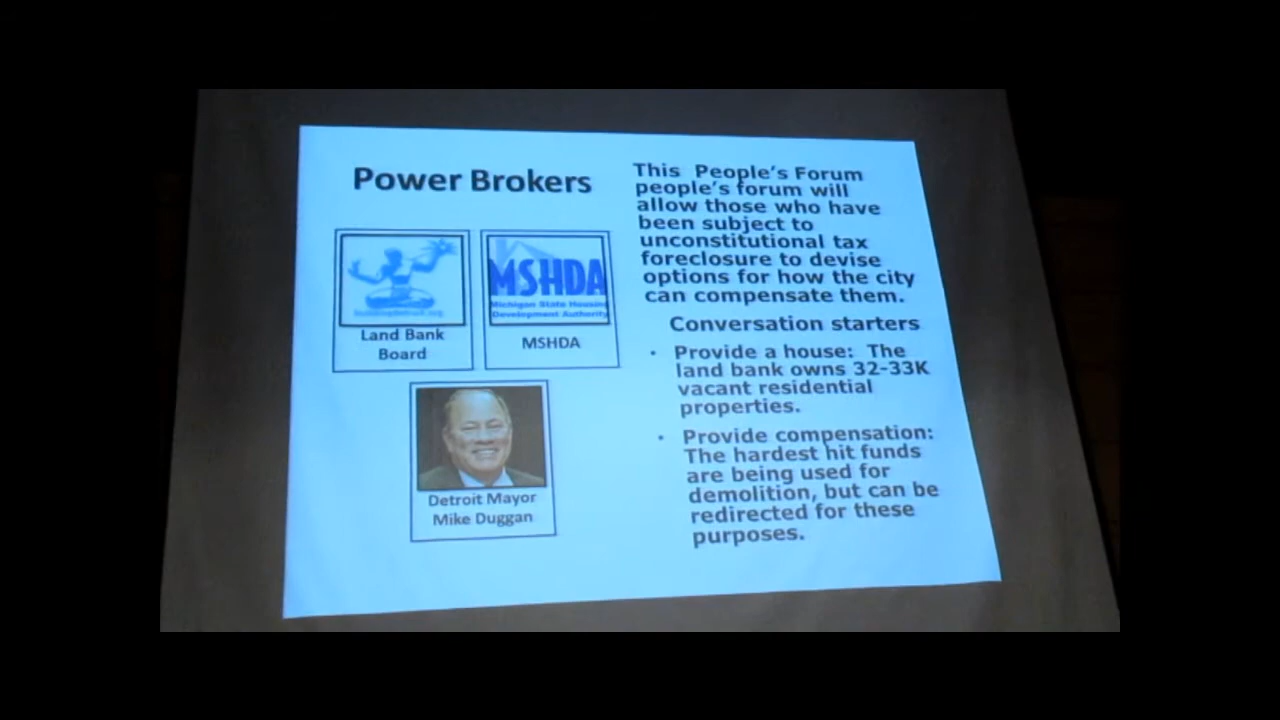 Power Brokers
Land Bank
Board
MSHDA
Michigan State Housing
Development Authority
MSHDA
Detroit Mayor
Mike Duggan
This People’s Forum
people’s forum will
allow those who have
been subject to
unconstitutional tax
foreclosure to devise
options for how the city
can compensate them.
Conversation starters
• Provide a house: The
land bank owns 32-33K
vacant residential
properties.
• Provide compensation:
The hardest hit funds
are being used for
demolition, but can be
redirected for these
purposes.